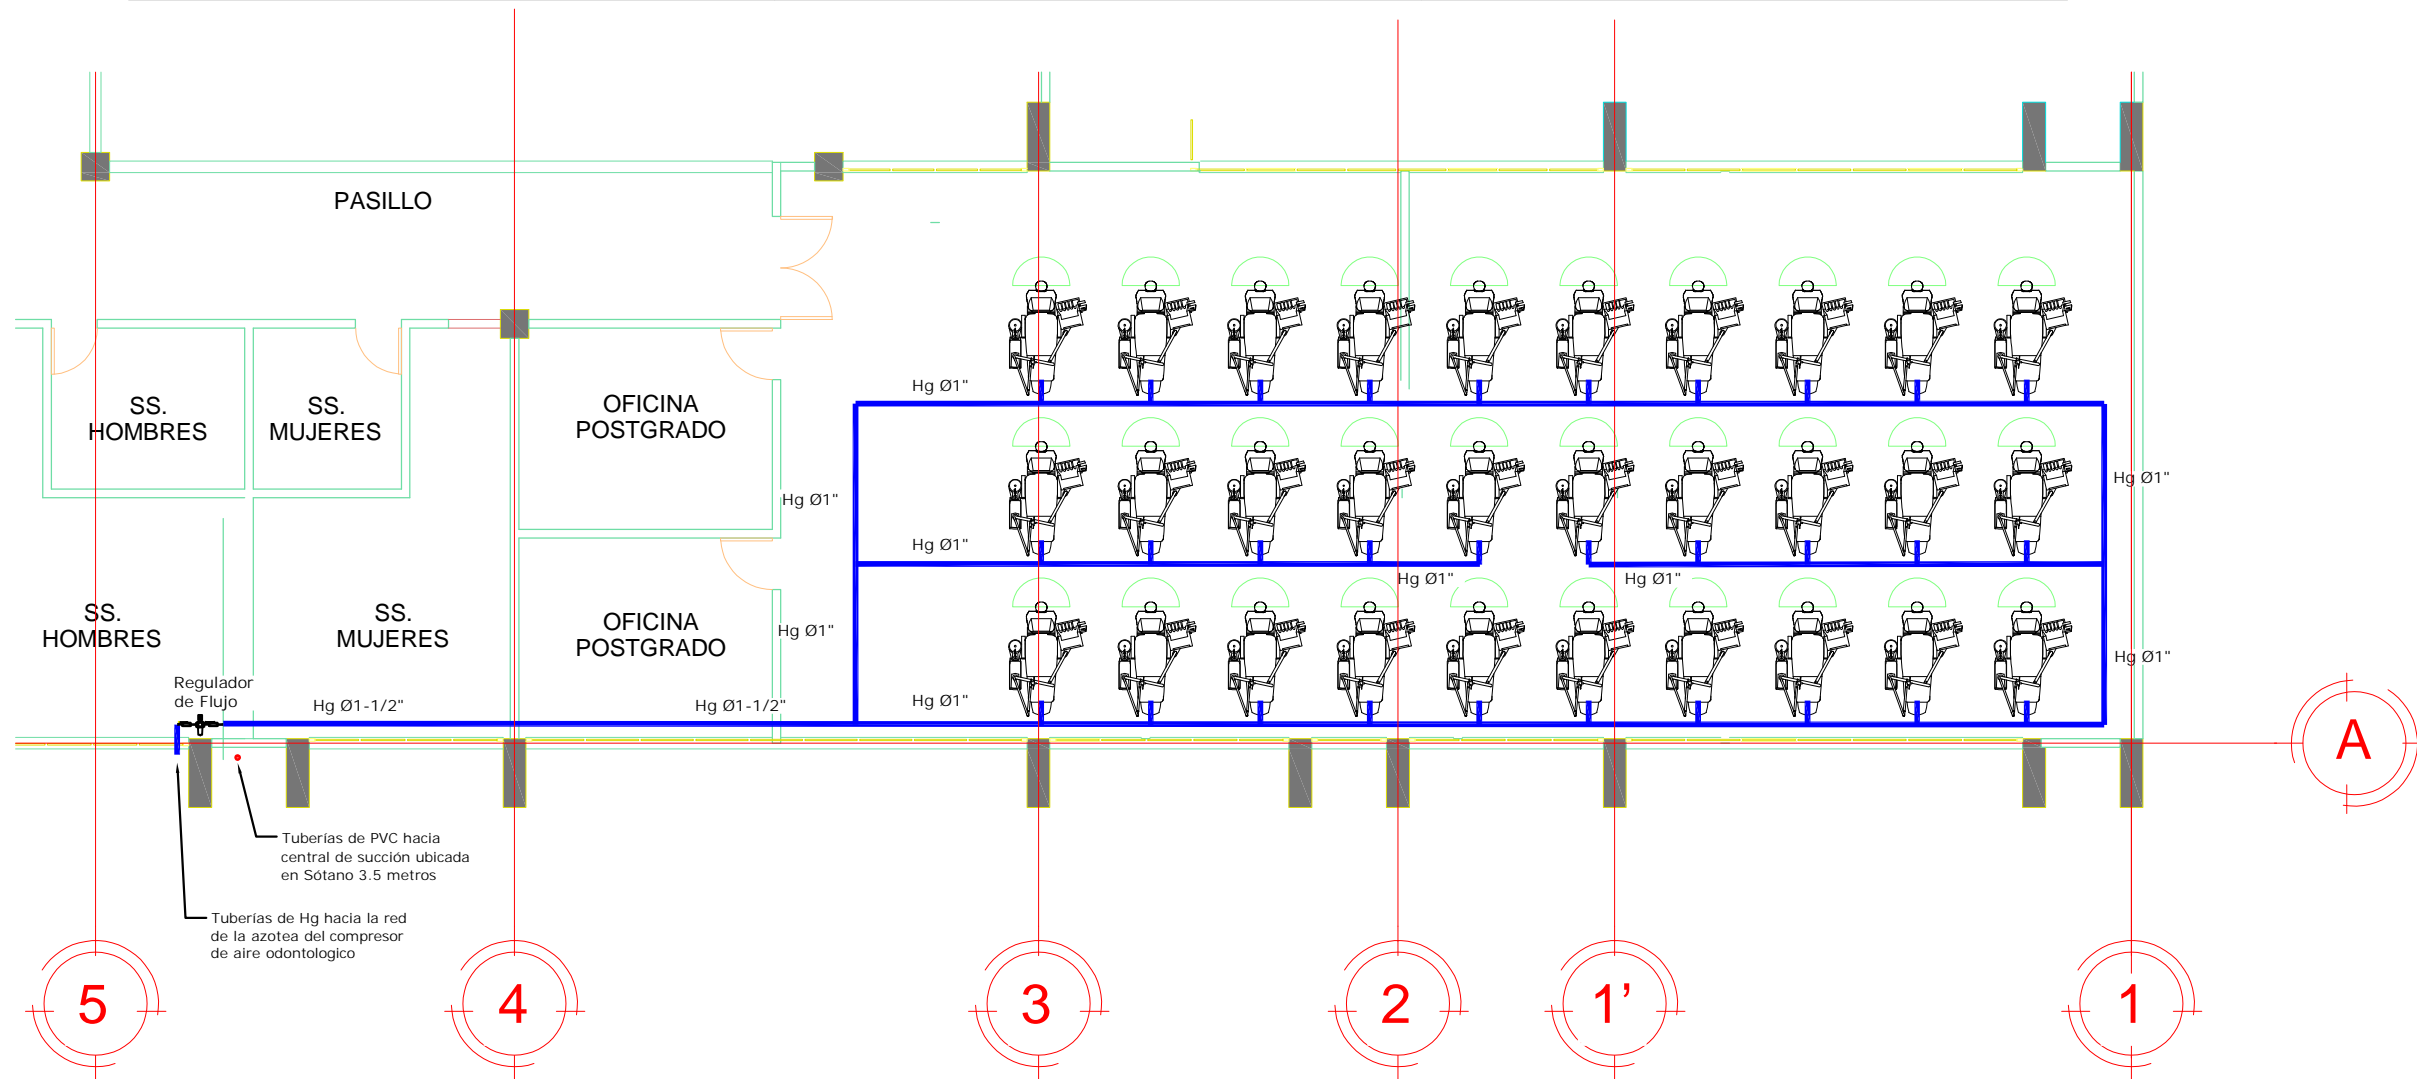 PASILLO
SS.
HOMBRES
SS.
MUJERES
OFICINA
POSTGRADO
Hg Ø1"
Hg Ø1"
Hg Ø1"
Hg Ø1"
Hg Ø1"
Hg Ø1"
SS.
HOMBRES
SS.
MUJERES
OFICINA
POSTGRADO
Hg Ø1"
Hg Ø1"
Regulador
de Flujo
Hg Ø1-1/2"
Hg Ø1-1/2"
Hg Ø1"
A
Tuberías de PVC hacia
central de succión ubicada
en Sótano 3.5 metros
Tuberías de Hg hacia la red
de la azotea del compresor
de aire odontologico
5
4
3
2
1’
1